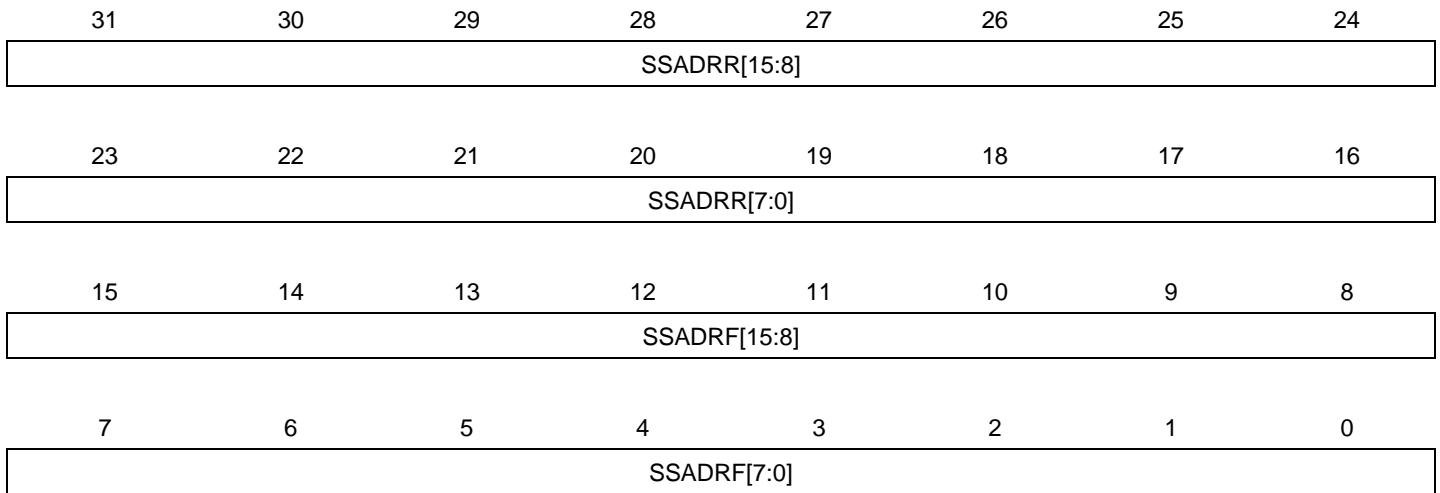 31 30 29 28 27 26 25 24
SSADRR[15:8]
23 22 21 20 19 18 17 16
SSADRR[7:0]
15 14 13 12 11 10 9 8
SSADRF[15:8]
7 6 5 4 3 2 1 0
SSADRF[7:0]